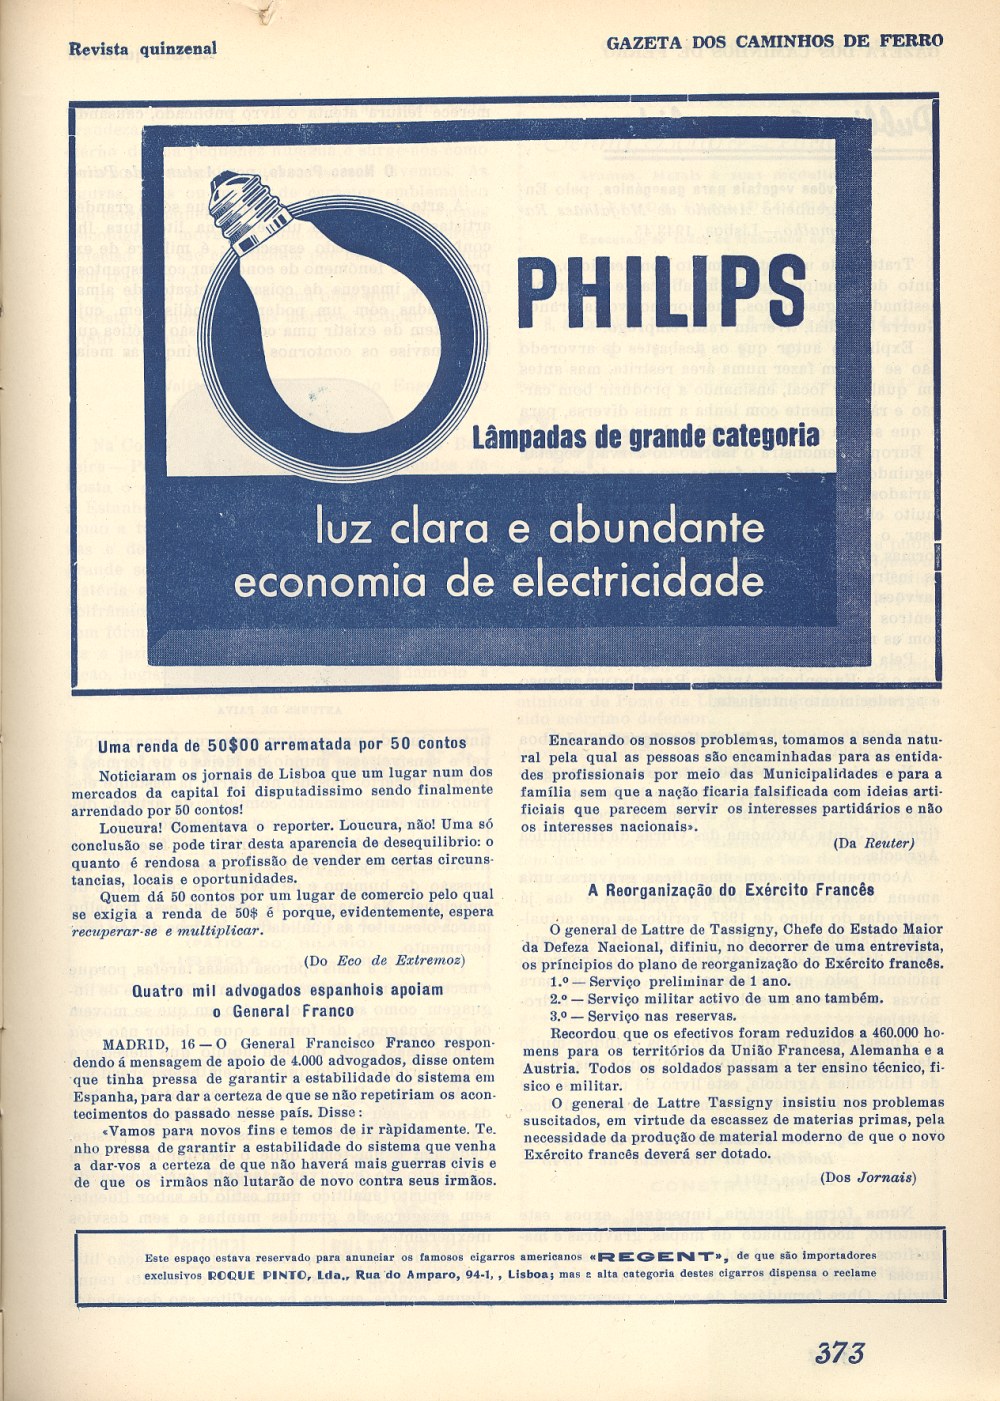 Revista quinzenal
GAZETA DOS CAMINHOS DE FERRO
PHILIPS
Lâmpadas de grande categoria
luz clara e abundante
economia de electricidade
Uma renda de 50$00 arrematada por 50 contos
Noticiaram os jornais de Lisboa que um lugar num dos
mercados da capital foi disputadissimo sendo finalmente
arrendado por 50 contos!
Loucura! Comentava o reporter. Loucura, não! Uma só
conclusão se pode tirar desta aparencia de desequilibrio: o
quanto é rendosa a profissão de vender em certas circuns-
tancias, locais e oportunidades.
Quem dá 50 contos por um lugar de comercio pelo qual
se exigia a renda de 50$ é porque, evidentemente, espera
recuperar-se e multiplicar.
(Do Eco de Extremoz)
Quatro mil advogados espanhois apoiam
o General Franco
MADRID, 16 — O General Francisco Franco respon-
dendo á mensagem de apoio de 4.000 advogados, disse ontem
que tinha pressa de garantir a estabilidade do sistema em
Espanha, para dar a certeza de que se não repetiriam os acon-
tecimentos do passado nesse país. Disse:
«Vamos para novos fins e temos de ir ràpidamente. Te.
nho pressa de garantir a estabilidade do sistema que venha
a dar-vos a certeza de que não haverá mais guerras civis e
de que os irmãos não lutarão de novo contra seus irmãos.
Encarando os nossos problemas, tomamos a senda natu-
ral pela qual as pessoas são encaminhadas para as entida-
des profissionais por meio das Municipalidades e para a
família sem que a nação ficaria falsificada com ideias arti-
ficiais que parecem servir os interesses partidários e não
os interesses nacionais».
(Da Reuter)
A Reorganização do Exército Francês
O general de Lattre de Tassigny, Chefe do Estado Maior
da Defeza Nacional, difiniu, no decorrer de uma entrevista,
os príncipios do plano de reorganização do Exército francês.
1.º — Serviço preliminar de 1 ano.
2.º — Serviço militar activo de um ano também.
3.º — Serviço nas reservas.
Recordou que os efectivos foram reduzidos a 460.000 ho-
mens para os territórios da União Francesa, Alemanha e a
Austria. Todos os soldados passam a ter ensino técnico, fi-
sico e militar.
O general de Lattre Tassigny insistiu nos problemas
suscitados, em virtude da escassez de materias primas, pela
necessidade da produção de material moderno de que o novo
Exército francês deverá ser dotado.
(Dos Jornais)
Este espaço estava reservado para anunciar os famosos cigarros americanos «REGENT», de que são importadores
exclusivos ROQUE PINTO, Lda., Rua do Amparo, 94-1, , Lisboa; mas a alta categoria destes cigarros dispensa o reclame
373